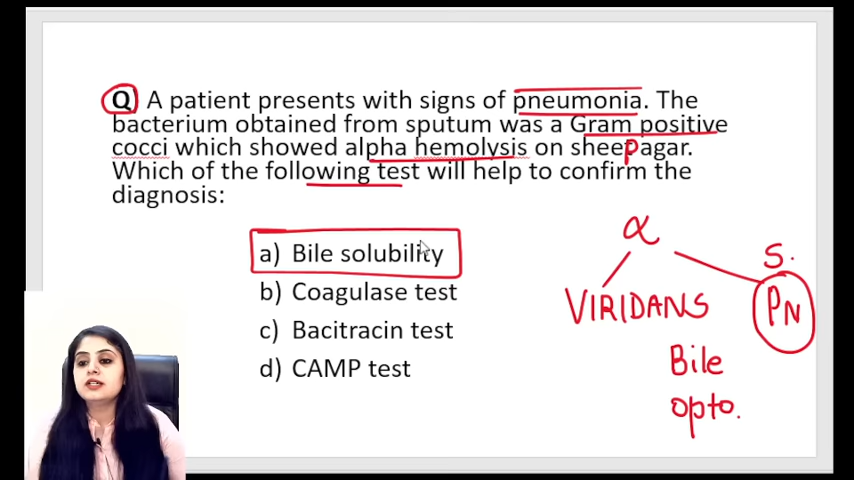 Q A patient presents with signs of pneumonia. The
bacterium obtained from sputum was a Gram positive
cocci which showed alpha hemolysis on sheep agar.
Which of the following test will help to confirm the
diagnosis:
a) Bile solubility
b) Coagulase test
c) Bacitracin test
d) CAMP test
α
VIRIDANS
S.
PN
Bile
opto.